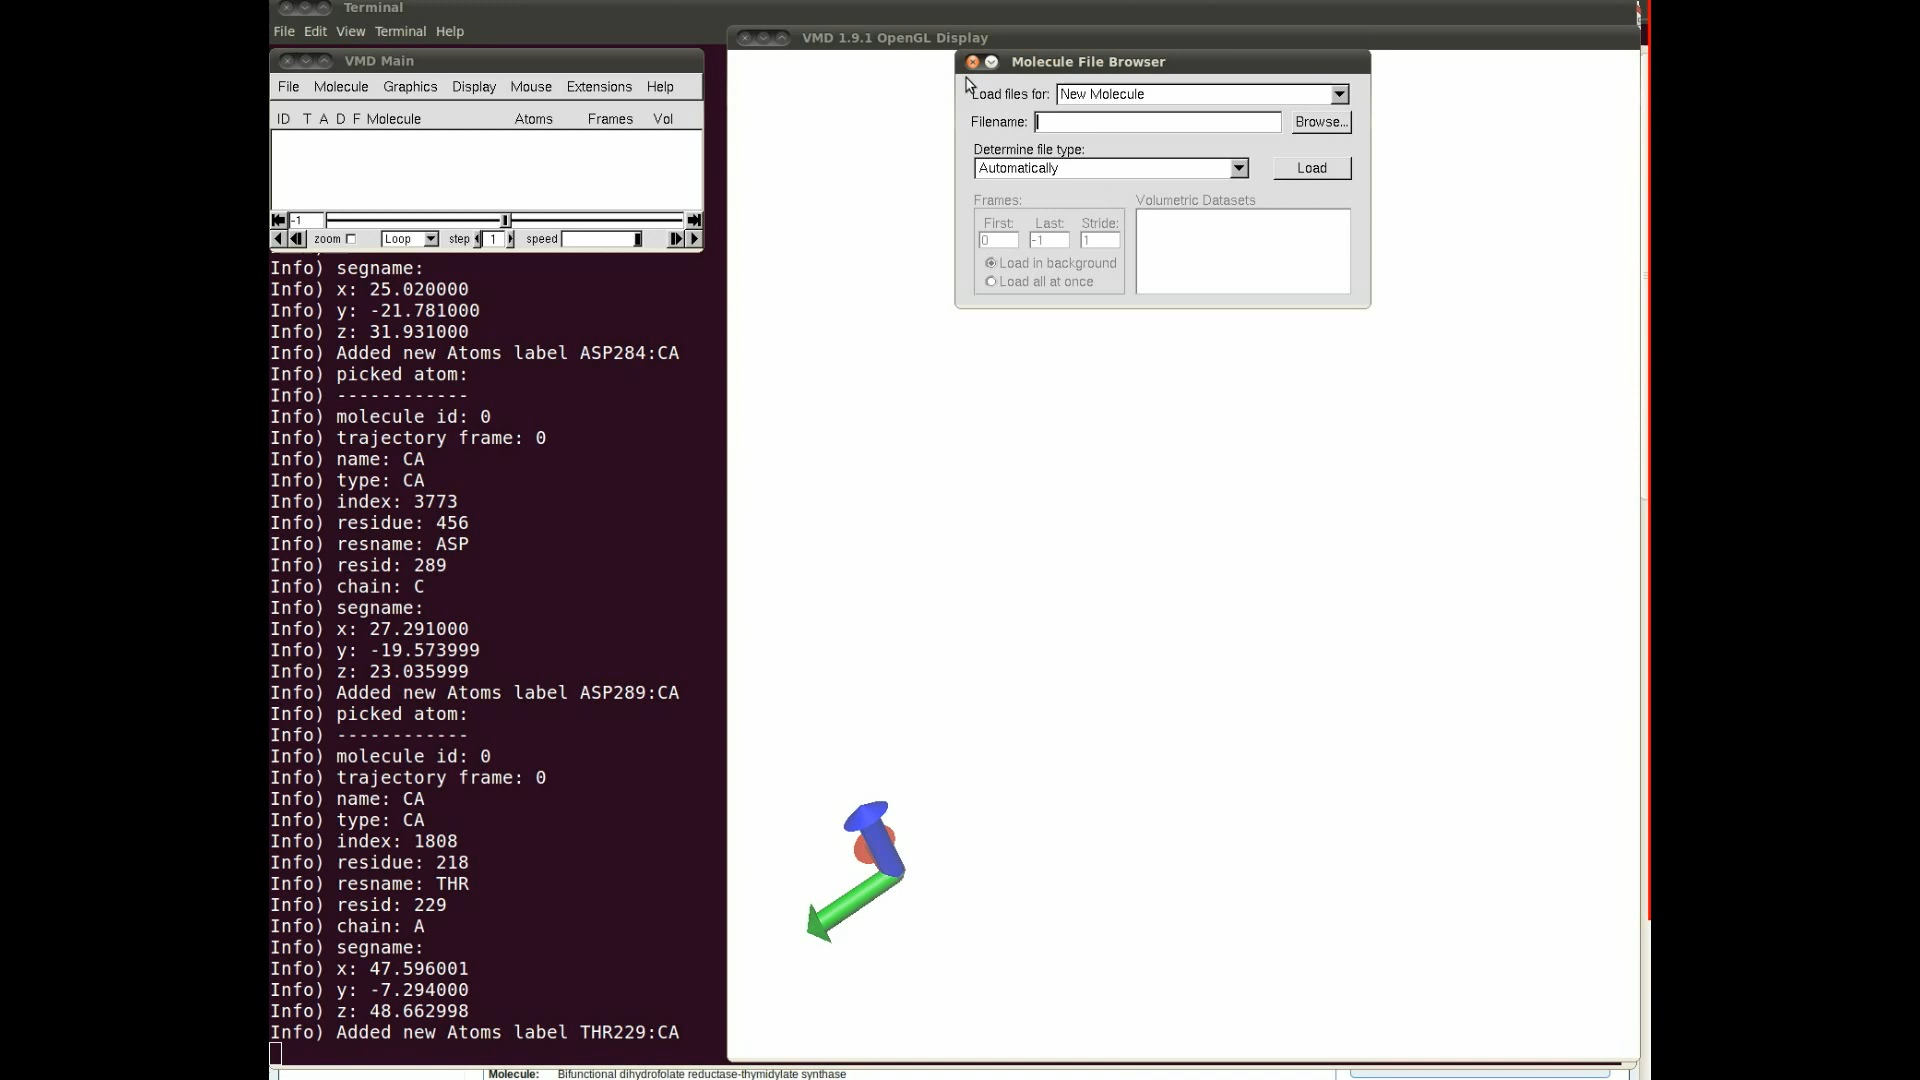 Terminal
File Edit View Terminal Help
VMD Main
File Molecule Graphics Display Mouse Extensions Help
ID T A D F Molecule Atoms Frames Vol
-1
zoom Loop step 1 speed
Info) segname:
Info) x: 25.020000
Info) y: -21.781000
Info) z: 31.931000
Info) Added new Atoms label ASP284:CA
Info) picked atom:
Info) ------------
Info) molecule id: 0
Info) trajectory frame: 0
Info) name: CA
Info) type: CA
Info) index: 3773
Info) residue: 456
Info) resname: ASP
Info) resid: 289
Info) chain: C
Info) segname:
Info) x: 27.291000
Info) y: -19.573999
Info) z: 23.035999
Info) Added new Atoms label ASP289:CA
Info) picked atom:
Info) ------------
Info) molecule id: 0
Info) trajectory frame: 0
Info) name: CA
Info) type: CA
Info) index: 1808
Info) residue: 218
Info) resname: THR
Info) resid: 229
Info) chain: A
Info) segname:
Info) x: 47.596001
Info) y: -7.294000
Info) z: 48.662998
Info) Added new Atoms label THR229:CA
VMD 1.9.1 OpenGL Display
Molecule File Browser
Load files for: New Molecule
Filename: Browse...
Determine file type:
Automatically Load
Frames: Volumetric Datasets
First: Last: Stride:
0 -1 1
Load in background
Load all at once
Molecule: Bifunctional dihydrofolate reductase-thymidylate synthase